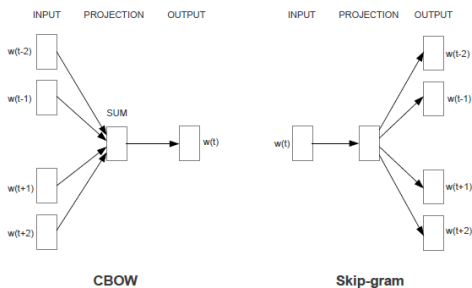 INPUT PROJECTION OUTPUT
w(t-2)
w(t-1)
SUM
w(t)
w(t+1)
w(t+2)
CBOW
INPUT PROJECTION OUTPUT
w(t-2)
w(t-1)
w(t)
w(t+1)
w(t+2)
Skip-gram